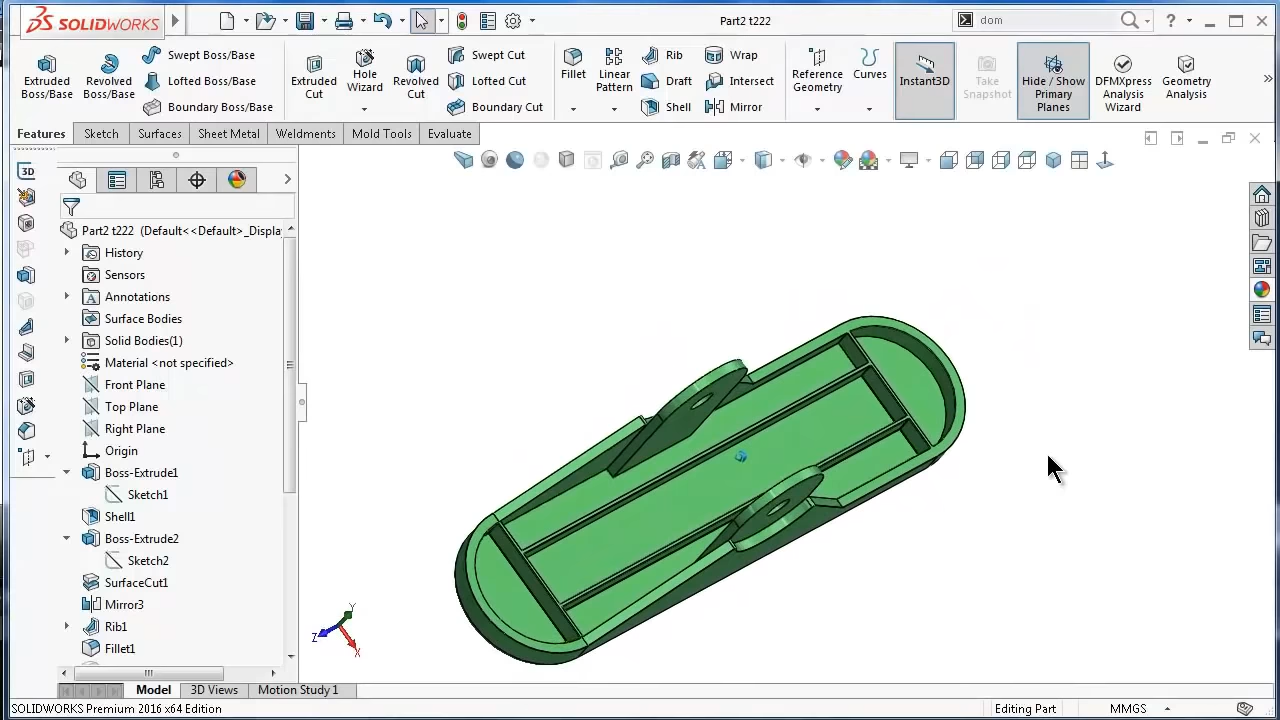 SOLIDWORKS
Part2 t222
dom
Extruded Boss/Base
Revolved Boss/Base
Swept Boss/Base
Lofted Boss/Base
Boundary Boss/Base
Extruded Cut
Hole Wizard
Revolved Cut
Swept Cut
Lofted Cut
Boundary Cut
Fillet
Linear Pattern
Rib
Draft
Shell
Wrap
Intersect
Mirror
Reference Geometry
Curves
Instant3D
Take Snapshot
Hide / Show Primary Planes
DFMXpress Analysis Wizard
Geometry Analysis
Features
Sketch
Surfaces
Sheet Metal
Weldments
Mold Tools
Evaluate
3D
Part2 t222 (Default<<Default>_Displa
History
Sensors
Annotations
Surface Bodies
Solid Bodies(1)
Material <not specified>
Front Plane
Top Plane
Right Plane
Origin
Boss-Extrude1
Sketch1
Shell1
Boss-Extrude2
Sketch2
SurfaceCut1
Mirror3
Rib1
Fillet1
Y
Z
X
Model
3D Views
Motion Study 1
SOLIDWORKS Premium 2016 x64 Edition
Editing Part
MMGS